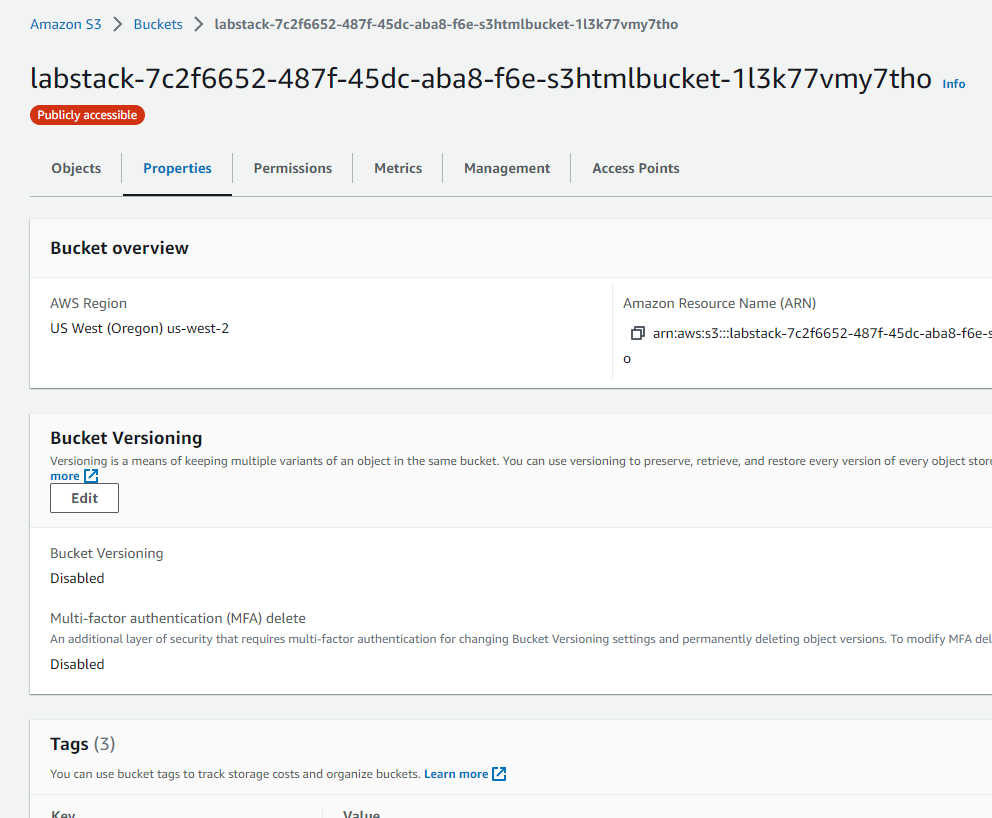 Amazon S3 > Buckets > labstack-7c2f6652-487f-45dc-aba8-f6e-s3htmlbucket-1l3k77vmy7tho
labstack-7c2f6652-487f-45dc-aba8-f6e-s3htmlbucket-1l3k77vmy7tho Info
Publicly accessible
Objects Properties Permissions Metrics Management Access Points
Bucket overview
AWS Region
US West (Oregon) us-west-2
Amazon Resource Name (ARN)
arn:aws:s3:::labstack-7c2f6652-487f-45dc-aba8-f6e-s
o
Bucket Versioning
Versioning is a means of keeping multiple variants of an object in the same bucket. You can use versioning to preserve, retrieve, and restore every version of every object store
more
Edit
Bucket Versioning
Disabled
Multi-factor authentication (MFA) delete
An additional layer of security that requires multi-factor authentication for changing Bucket Versioning settings and permanently deleting object versions. To modify MFA del
Disabled
Tags (3)
You can use bucket tags to track storage costs and organize buckets. Learn more
Key Value